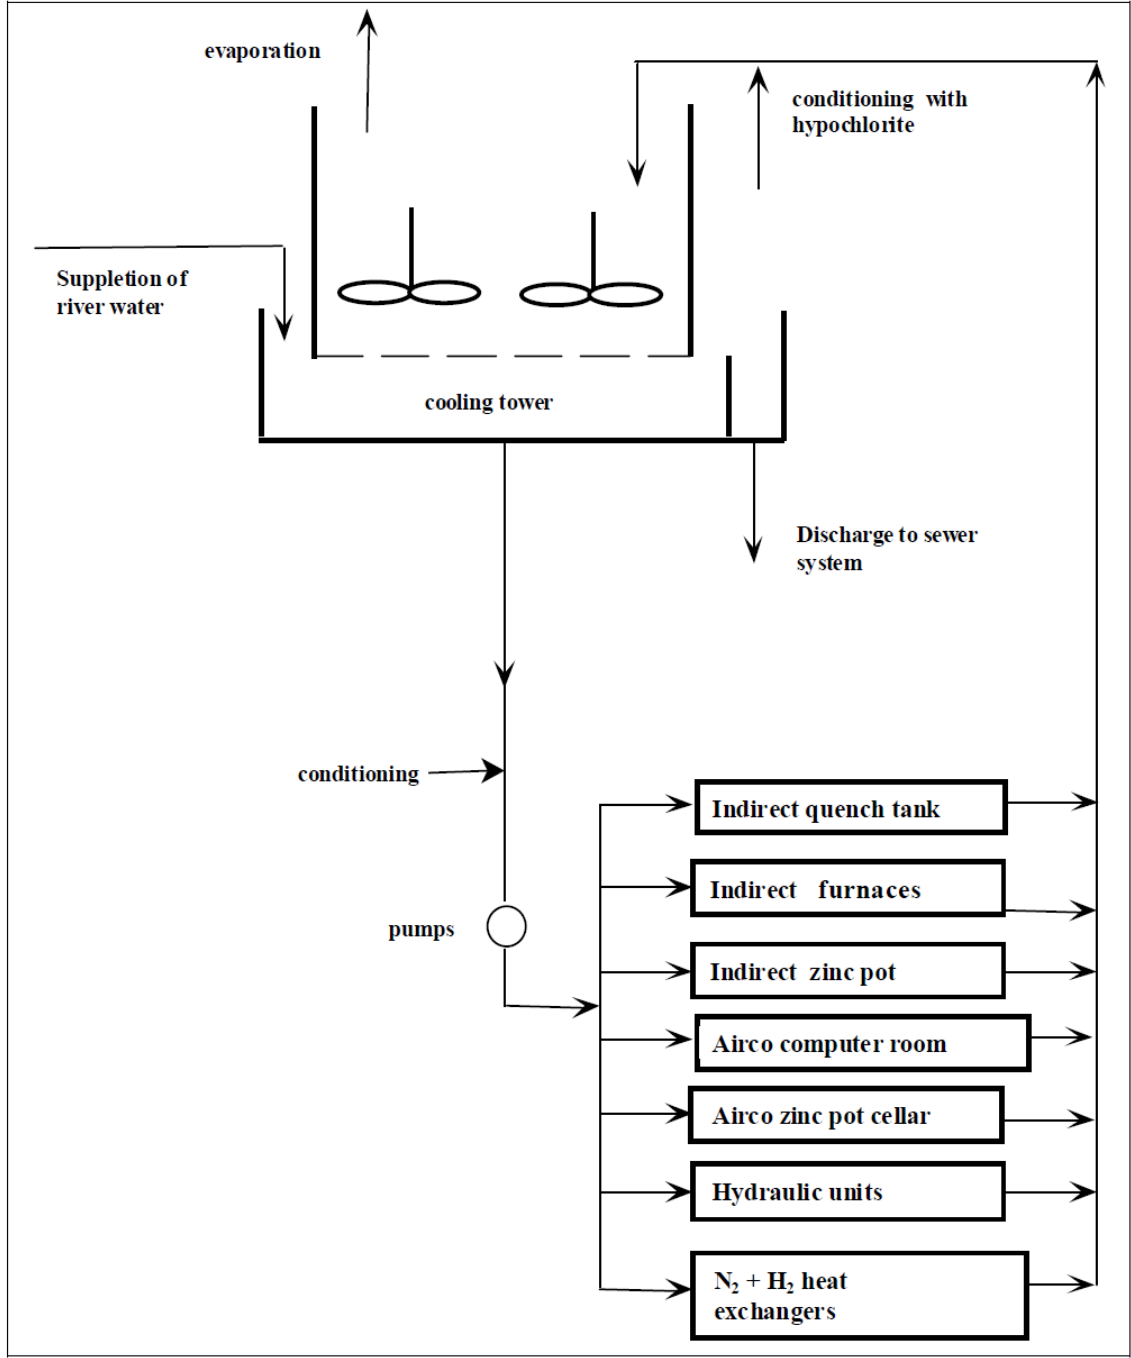 evaporation
conditioning with
hypochlorite
Suppletion of
river water
cooling tower
Discharge to sewer
system
conditioning
pumps
Indirect quench tank
Indirect furnaces
Indirect zinc pot
Airco computer room
Airco zinc pot cellar
Hydraulic units
N₂ + H₂ heat
exchangers